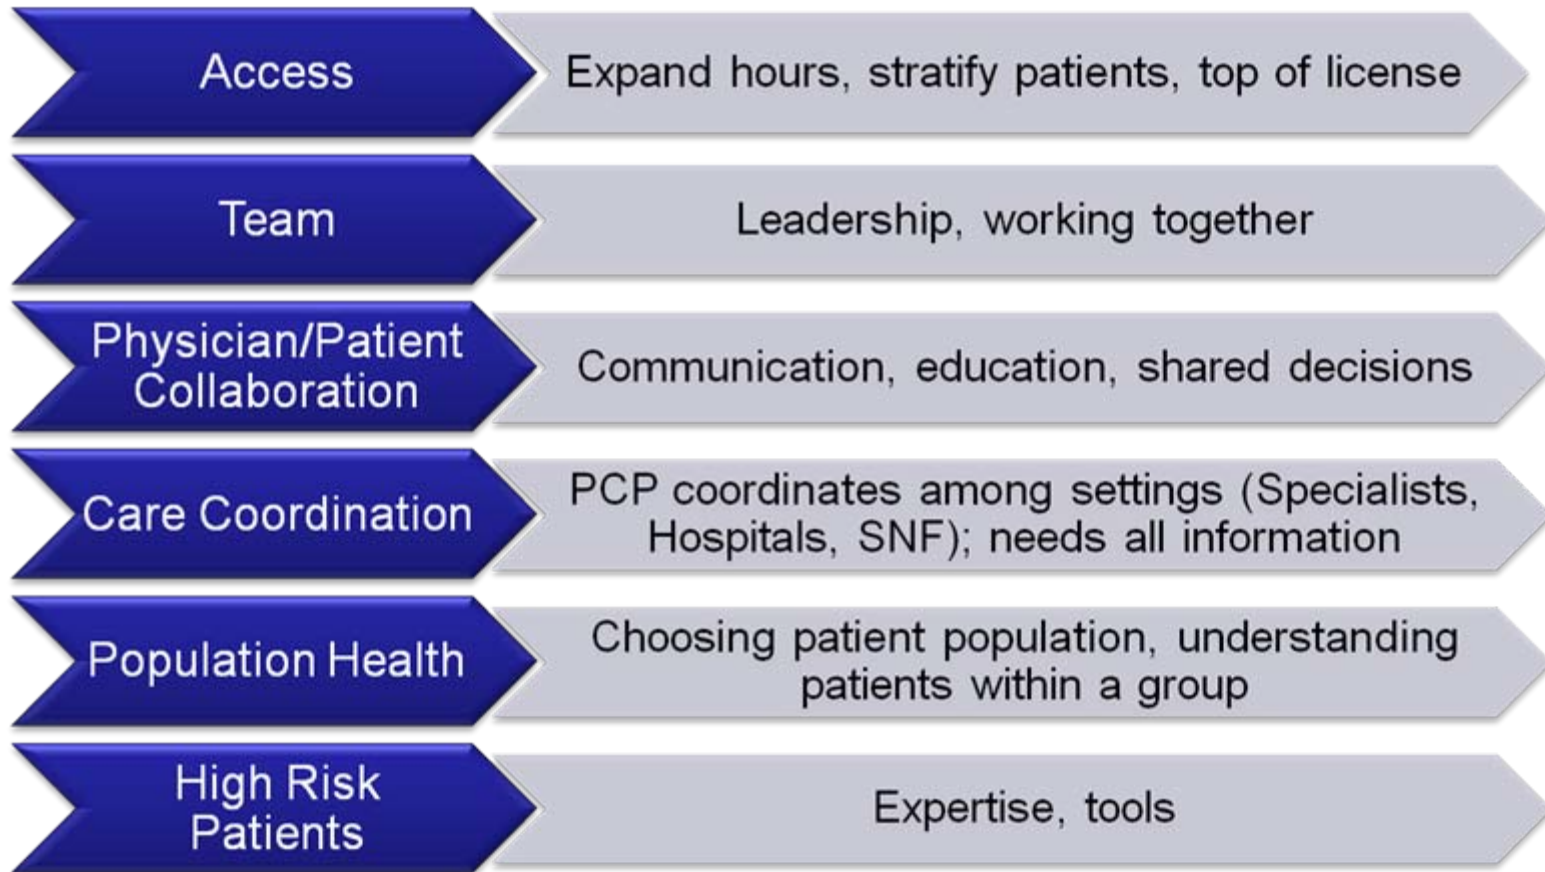 Access
Expand hours, stratify patients, top of license
Team
Leadership, working together
Physician/Patient
Collaboration
Communication, education, shared decisions
Care Coordination
PCP coordinates among settings (Specialists,
Hospitals, SNF); needs all information
Population Health
Choosing patient population, understanding
patients within a group
High Risk
Patients
Expertise, tools